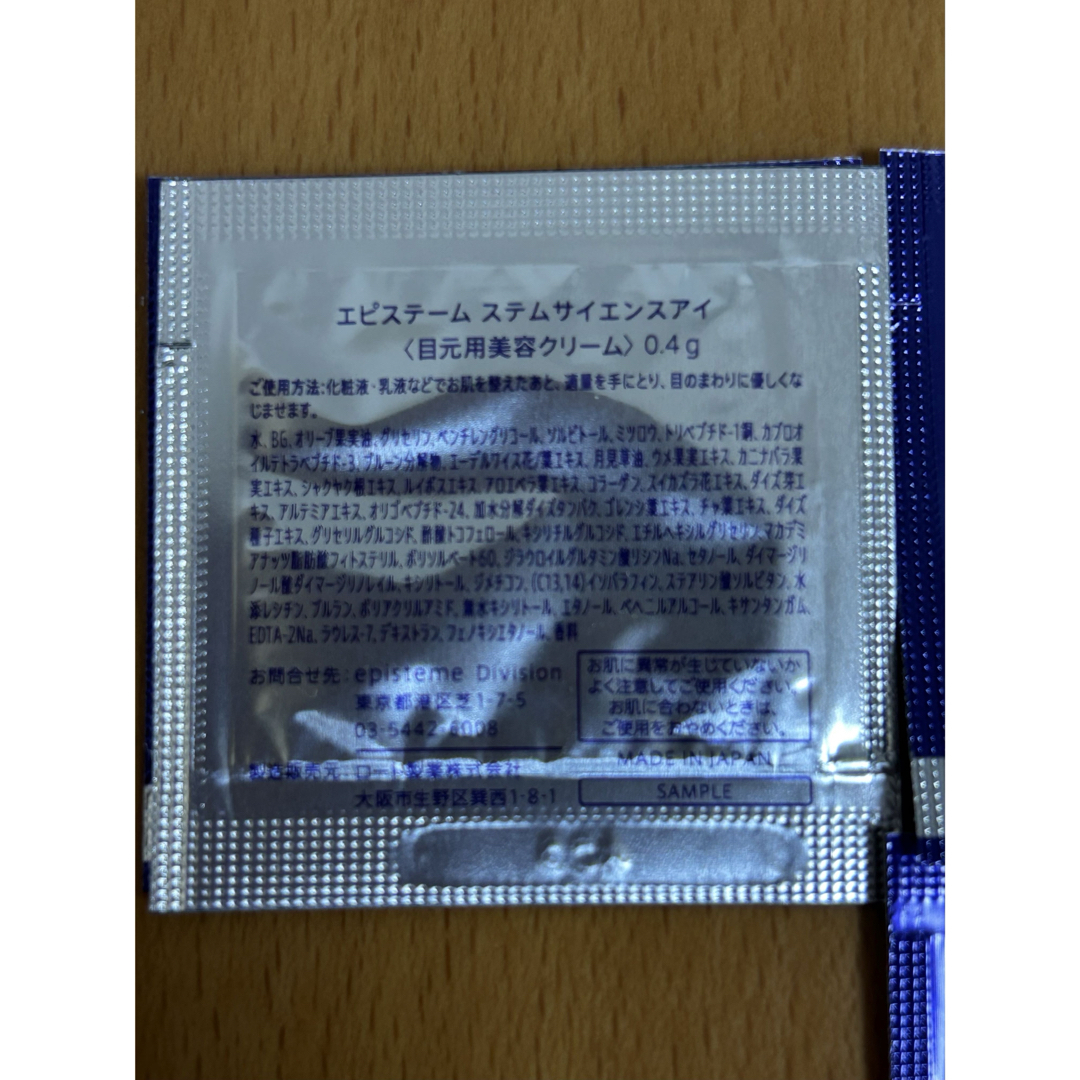 エピステーム ステムサイエンスアイ
〈目元用美容クリーム〉 0.4g
ご使用方法:化粧液・乳液などでお肌を整えたあと、適量を手にとり、目のまわりに優しくな
じませます。
水、BG、オリーブ果実油、グリセリン、ペンチレングリコール、ソルビトール、ミツロウ、トリペプチド-1銅、カプロオ
イルテトラペプチド-3、プルーン分解物、エーデルワイス花/葉エキス、月見草油、ウメ果実エキス、カニナバラ果
実エキス、シャクヤク根エキス、ルイボスエキス、アロエベラ葉エキス、コラーゲン、スイカズラ花エキス、ダイズ芽エ
キス、アルテミアエキス、オリゴペプチド-24、加水分解ダイズタンパク、ゴレンシ葉エキス、チャ葉エキス、ダイズ
種子エキス、グリセリルグルコシド、酢酸トコフェロール、キシリチルグルコシド、エチルヘキシルグリセリン、マカデミ
アナッツ脂肪酸フィトステリル、ポリソルベート60、ジラウロイルグルタミン酸リシンNa、セタノール、ダイマージリ
ノール酸ダイマージリノレイル、キシリトール、ジメチコン、(C13,14)イソパラフィン、ステアリン酸ソルビタン、水
添レシチン、プルラン、ポリアクリルアミド、無水キシリトール、エタノール、ベヘニルアルコール、キサンタンガム、
EDTA-2Na、ラウレス-7、デキストラン、フェノキシエタノール、香料
お問合せ先：episteme Division
東京都港区芝1-7-5
03-5442-6008
製造販売元：ロート製薬株式会社
大阪市生野区巽西1-8-1
お肌に異常が生じていないか
よく注意してご使用ください。
お肌に合わないときは、
ご使用をおやめください。
MADE IN JAPAN
SAMPLE